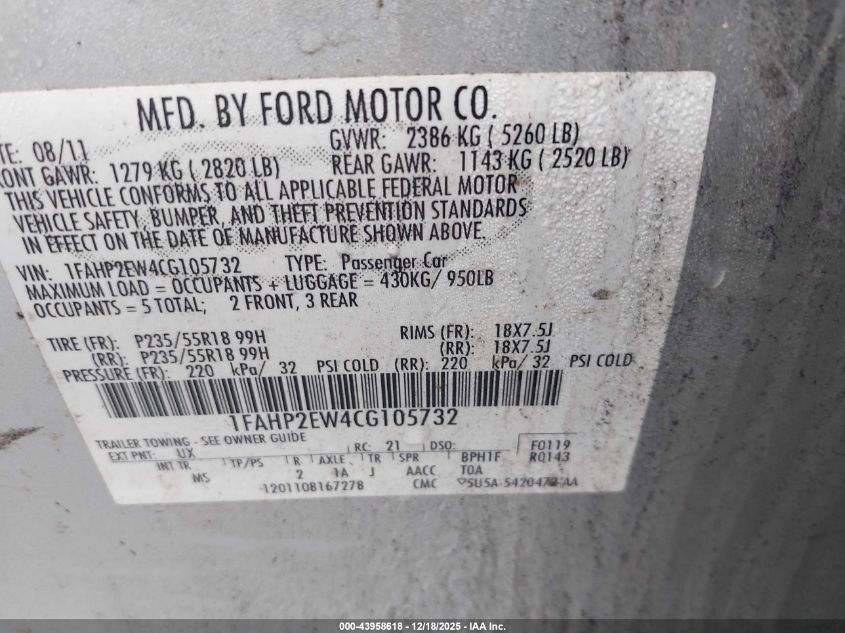 MFD. BY FORD MOTOR CO.
TE: 08/11 GVWR: 2386 KG ( 5260 LB)
ONT GAWR: 1279 KG ( 2820 LB) REAR GAWR: 1143 KG ( 2520 LB)
THIS VEHICLE CONFORMS TO ALL APPLICABLE FEDERAL MOTOR
VEHICLE SAFETY, BUMPER, AND THEFT PREVENTION STANDARDS
IN EFFECT ON THE DATE OF MANUFACTURE SHOWN ABOVE.
VIN: 1FAHP2EW4CG105732 TYPE: Passenger Car
MAXIMUM LOAD = OCCUPANTS + LUGGAGE = 430KG/ 950LB
OCCUPANTS = 5 TOTAL; 2 FRONT, 3 REAR
TIRE (FR): P235/55R18 99H RIMS (FR): 18X7.5J
(RR): P235/55R18 99H (RR): 18X7.5J
PRESSURE (FR): 220 kPa/ 32 PSI COLD (RR): 220 kPa/ 32 PSI COLD
1FAHP2EW4CG105732
TRAILER TOWING - SEE OWNER GUIDE
EXT PNT: UX RC: 21 DSO: F0119
INT TR TP/PS R AXLE TR SPR BPH1F R0143
MS 2 1A J AACC TOA
1201108167278 CMC
000-43958618 - 12/18/2025 - IAA Inc.